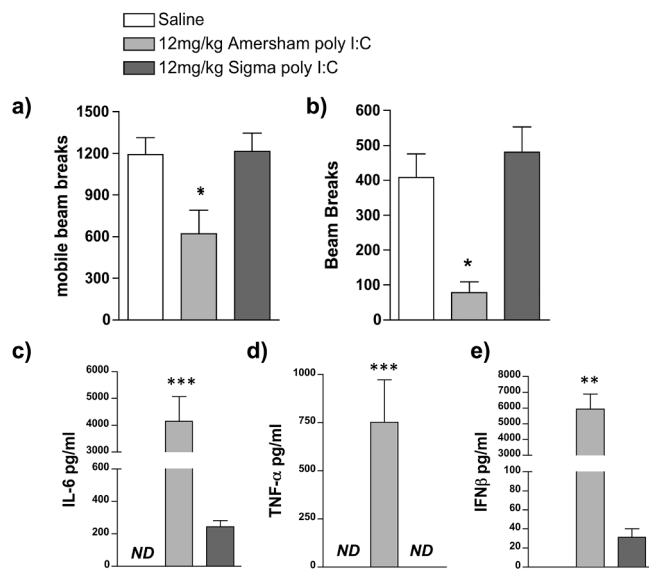 Saline
12mg/kg Amersham poly I:C
12mg/kg Sigma poly I:C
a)
mobile beam breaks
1500
1200
900
600
300
0
*
b)
Beam Breaks
600
500
400
300
200
100
0
*
c)
IL-6 pg/ml
6000
5000
4000
3000
600
400
200
0
ND
***
d)
TNF-α pg/ml
1000
750
500
250
0
ND
***
ND
e)
IFNβ pg/ml
8000
7000
6000
5000
4000
3000
100
80
60
40
20
0
**